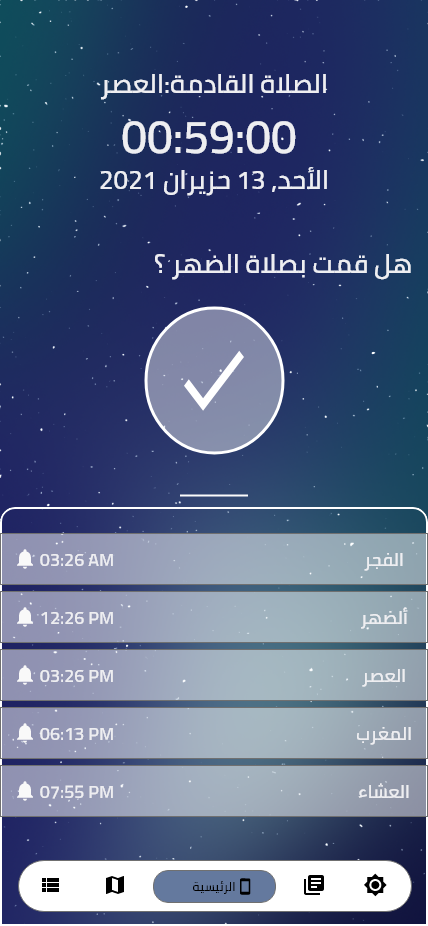 الصلاة القادمة:العصر
00:59:00
الأحد, 13 حزيران 2021
هل قمت بصلاة الضهر ؟
الفجر 03:26 AM
ألضهر 12:26 PM
العصر 03:26 PM
المغرب 06:13 PM
العشاء 07:55 PM
الرئيسية